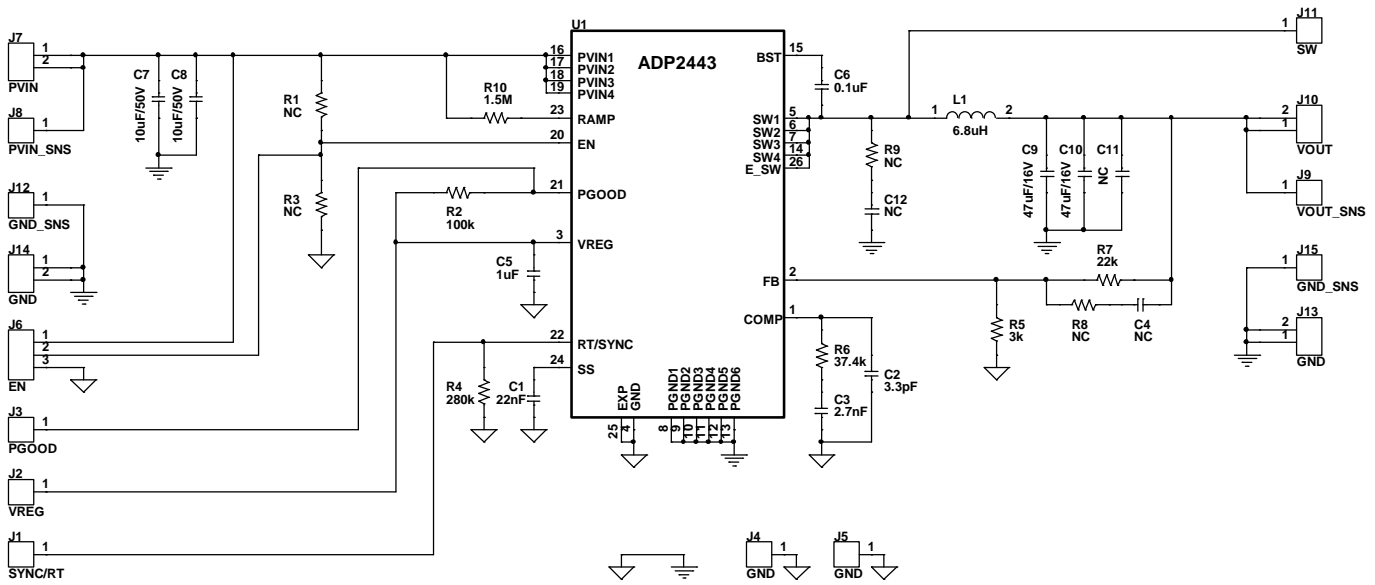 U1
ADP2443
J7
1
2
PVIN
J8
1
PVIN_SNS
J12
1
GND_SNS
J14
1
2
GND
J6
1
2
3
EN
J3
1
PGOOD
J2
1
VREG
J1
1
SYNC/RT
C7
10uF/50V
C8
10uF/50V
R1
NC
R3
NC
R10
1.5M
R2
100k
C5
1uF
R4
280k
C1
22nF
16
17
18
19
23
20
21
3
22
24
PVIN1
PVIN2
PVIN3
PVIN4
RAMP
EN
PGOOD
VREG
RT/SYNC
SS
EXP
GND
25
4
PGND1
PGND2
PGND3
PGND4
PGND5
PGND6
8
9
10
11
12
13
BST
SW1
SW2
SW3
SW4
E_SW
FB
COMP
15
5
6
7
14
26
2
1
C6
0.1uF
R9
NC
C12
NC
1
L1
2
6.8uH
C9
47uF/16V
C10
47uF/16V
C11
NC
R7
22k
R8
NC
C4
NC
R5
3k
R6
37.4k
C2
3.3pF
C3
2.7nF
J11
1
SW
J10
2
1
VOUT
J9
1
VOUT_SNS
J15
1
GND_SNS
J13
2
1
GND
J4
1
GND
J5
1
GND